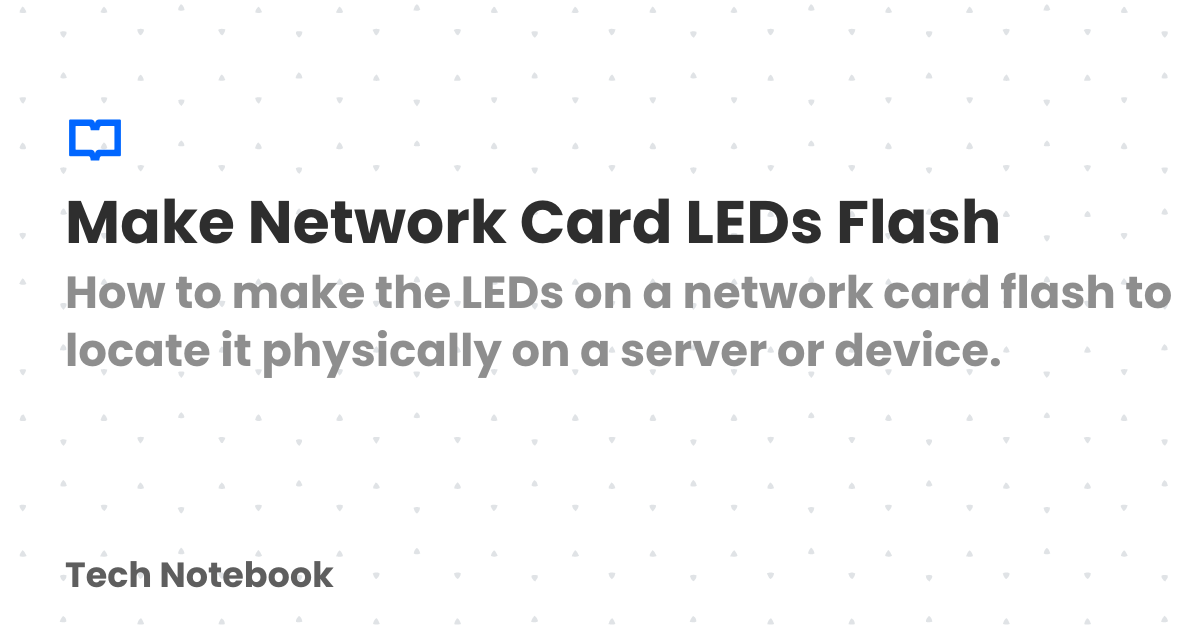 Make Network Card LEDs Flash
How to make the LEDs on a network card flash to
locate it physically on a server or device.
Tech Notebook